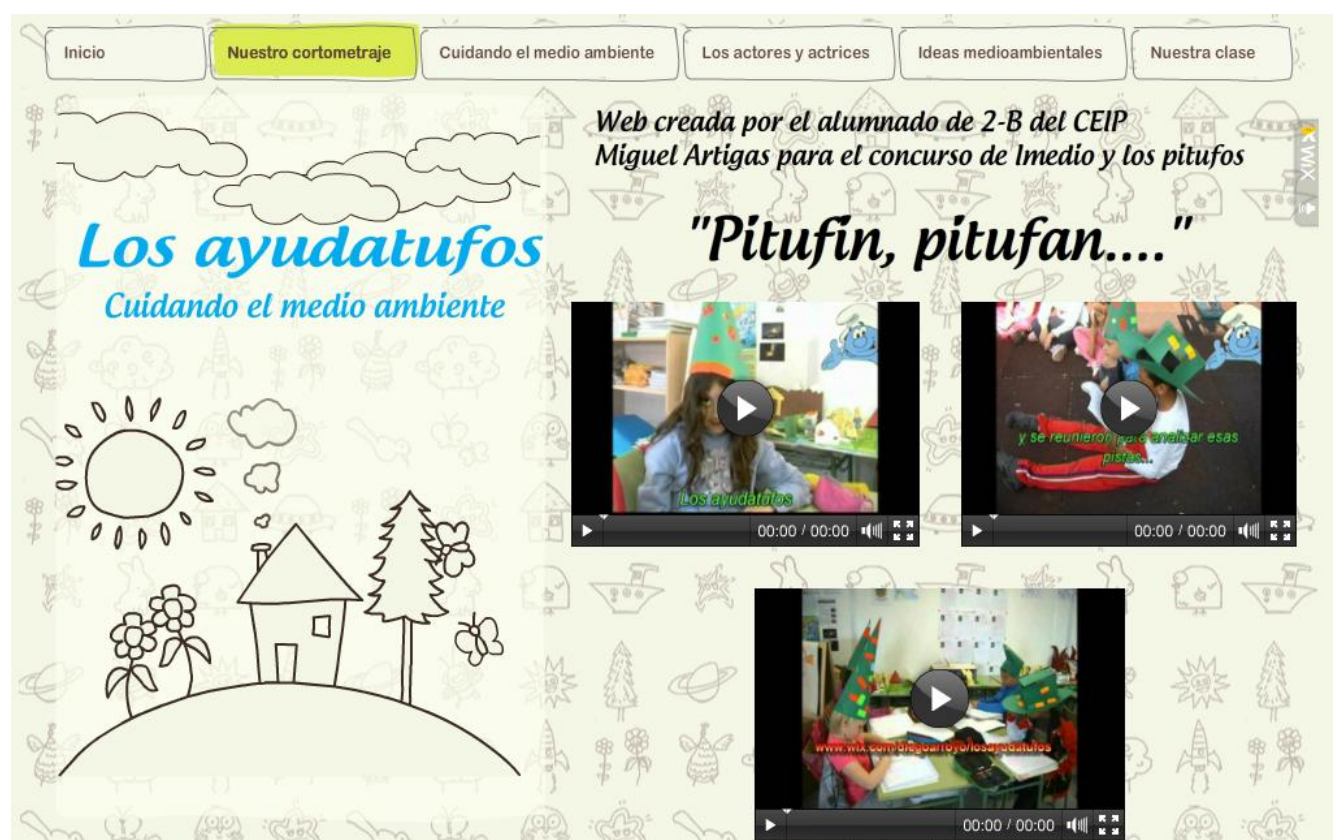 Inicio
Nuestro cortometraje
Cuidando el medio ambiente
Los actores y actrices
Ideas medioambientales
Nuestra clase
Web creada por el alumnado de 2-B del CEIP
Miguel Artigas para el concurso de Imedio y los pitufos
WiX
Los ayudatufos
Cuidando el medio ambiente
"Pitufin, pitufan...."
Los ayudatufos
00:00 / 00:00
y se reunieron para analisar esas
pistas...
00:00 / 00:00
www.wix.com/diegoarroyo/losayudatufos
00:00 / 00:00